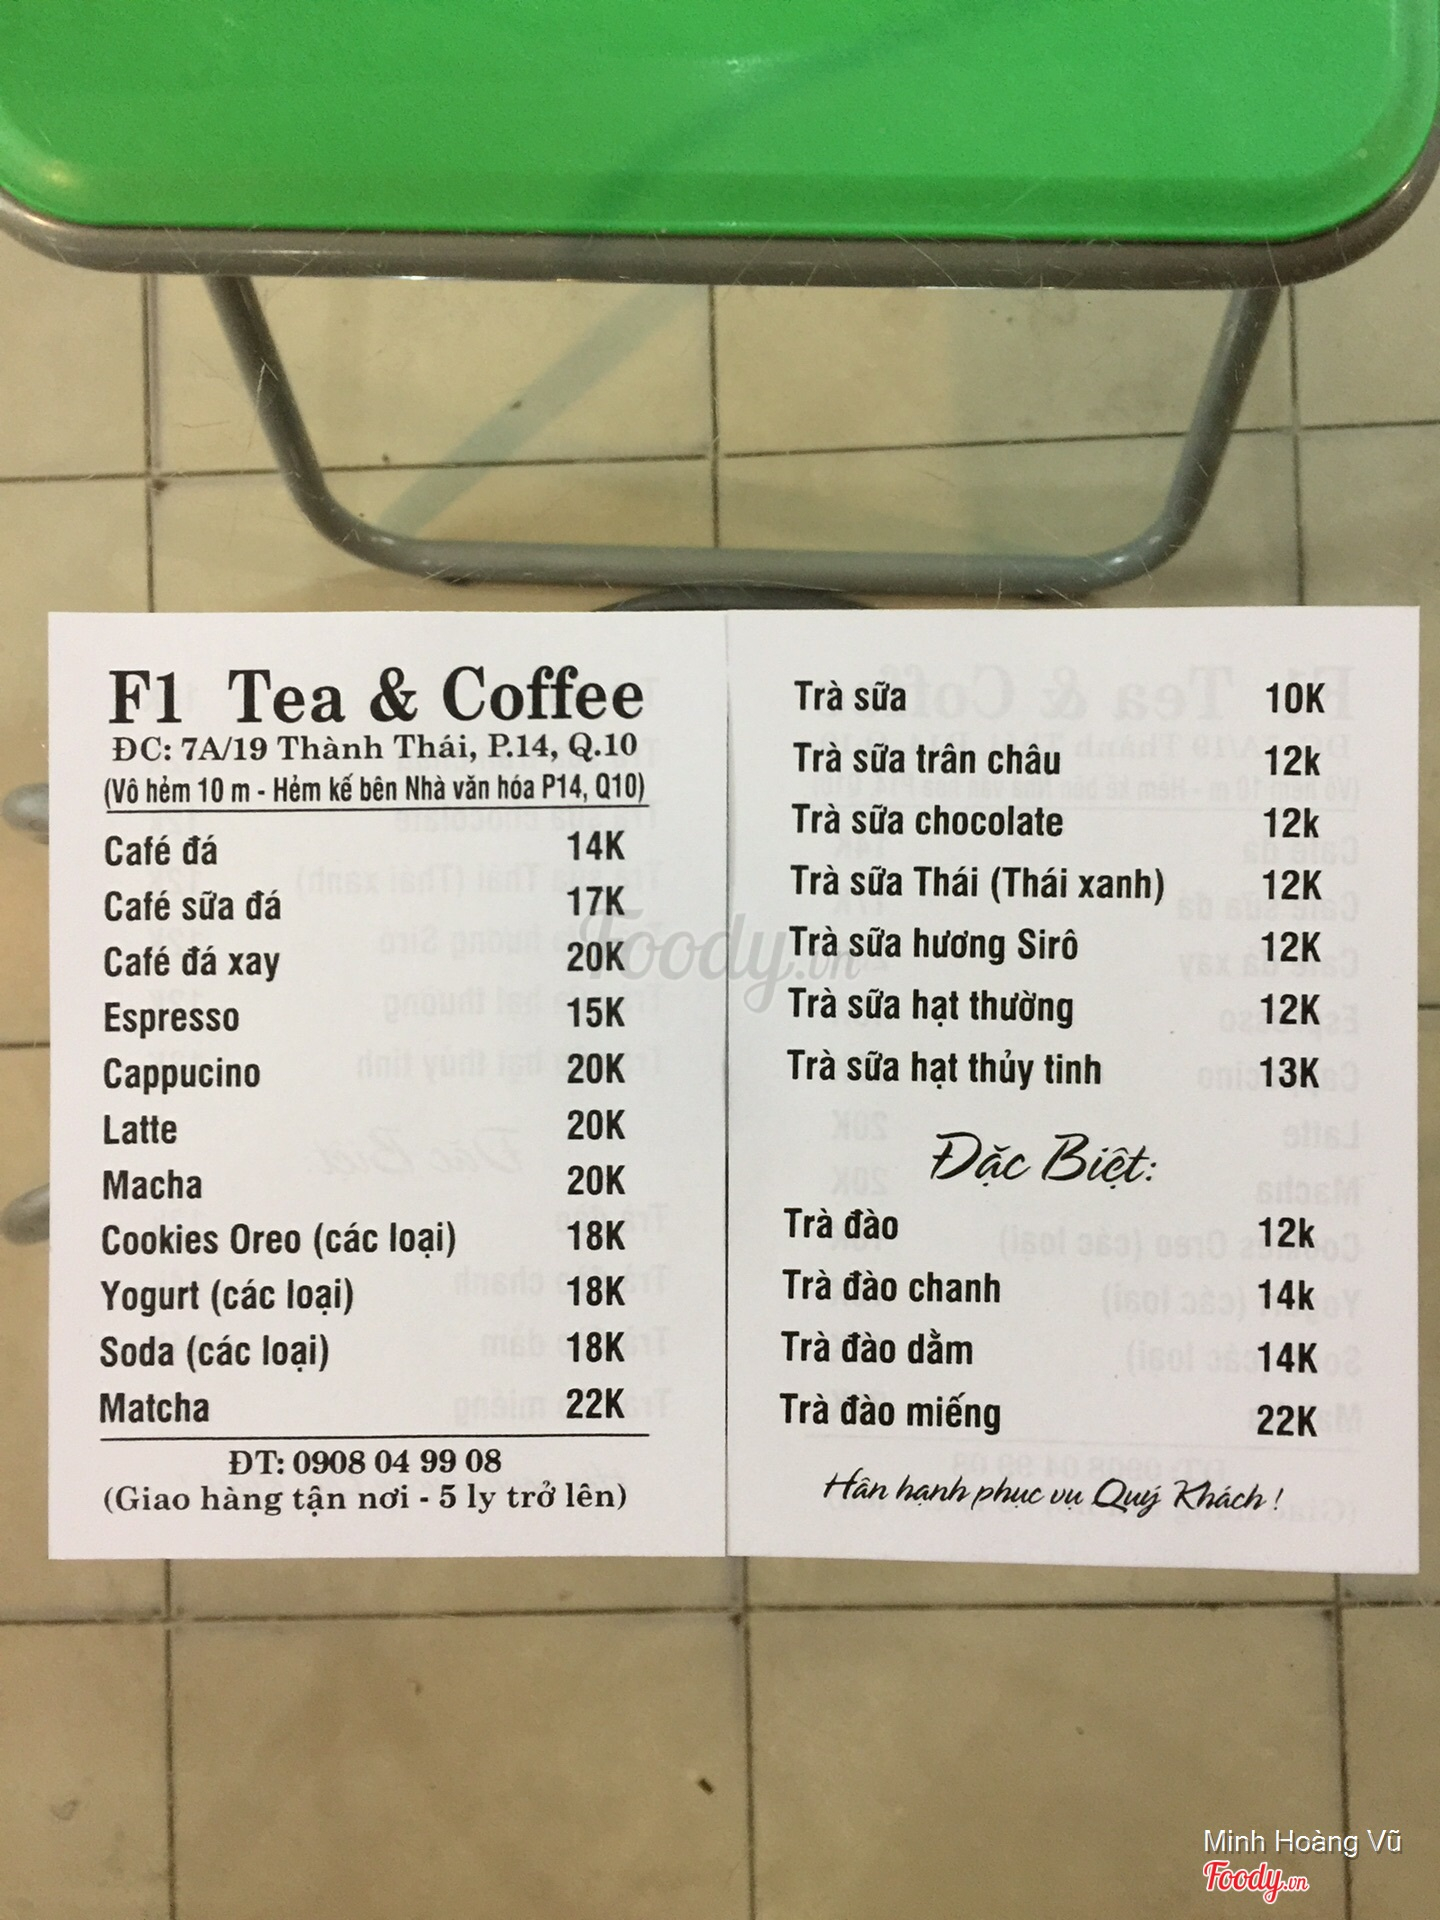 F1 Tea & Coffee
ĐC: 7A/19 Thành Thái, P.14, Q.10
(Vô hẻm 10 m - Hẻm kế bên Nhà văn hóa P14, Q10)
Café đá 14K
Café sữa đá 17K
Café đá xay 20K
Espresso 15K
Cappucino 20K
Latte 20K
Macha 20K
Cookies Oreo (các loại) 18K
Yogurt (các loại) 18K
Soda (các loại) 18K
Matcha 22K
ĐT: 0908 04 99 08
(Giao hàng tận nơi - 5 ly trở lên)
Trà sữa 10K
Trà sữa trân châu 12k
Trà sữa chocolate 12k
Trà sữa Thái (Thái xanh) 12K
Trà sữa hương Sirô 12K
Trà sữa hạt thường 12K
Trà sữa hạt thủy tinh 13K
Đặc Biệt:
Trà đào 12k
Trà đào chanh 14k
Trà đào dằm 14K
Trà đào miếng 22K
Hân hạnh phục vụ Quý Khách !
Foody.vn
Minh Hoàng Vũ
Foody.vn